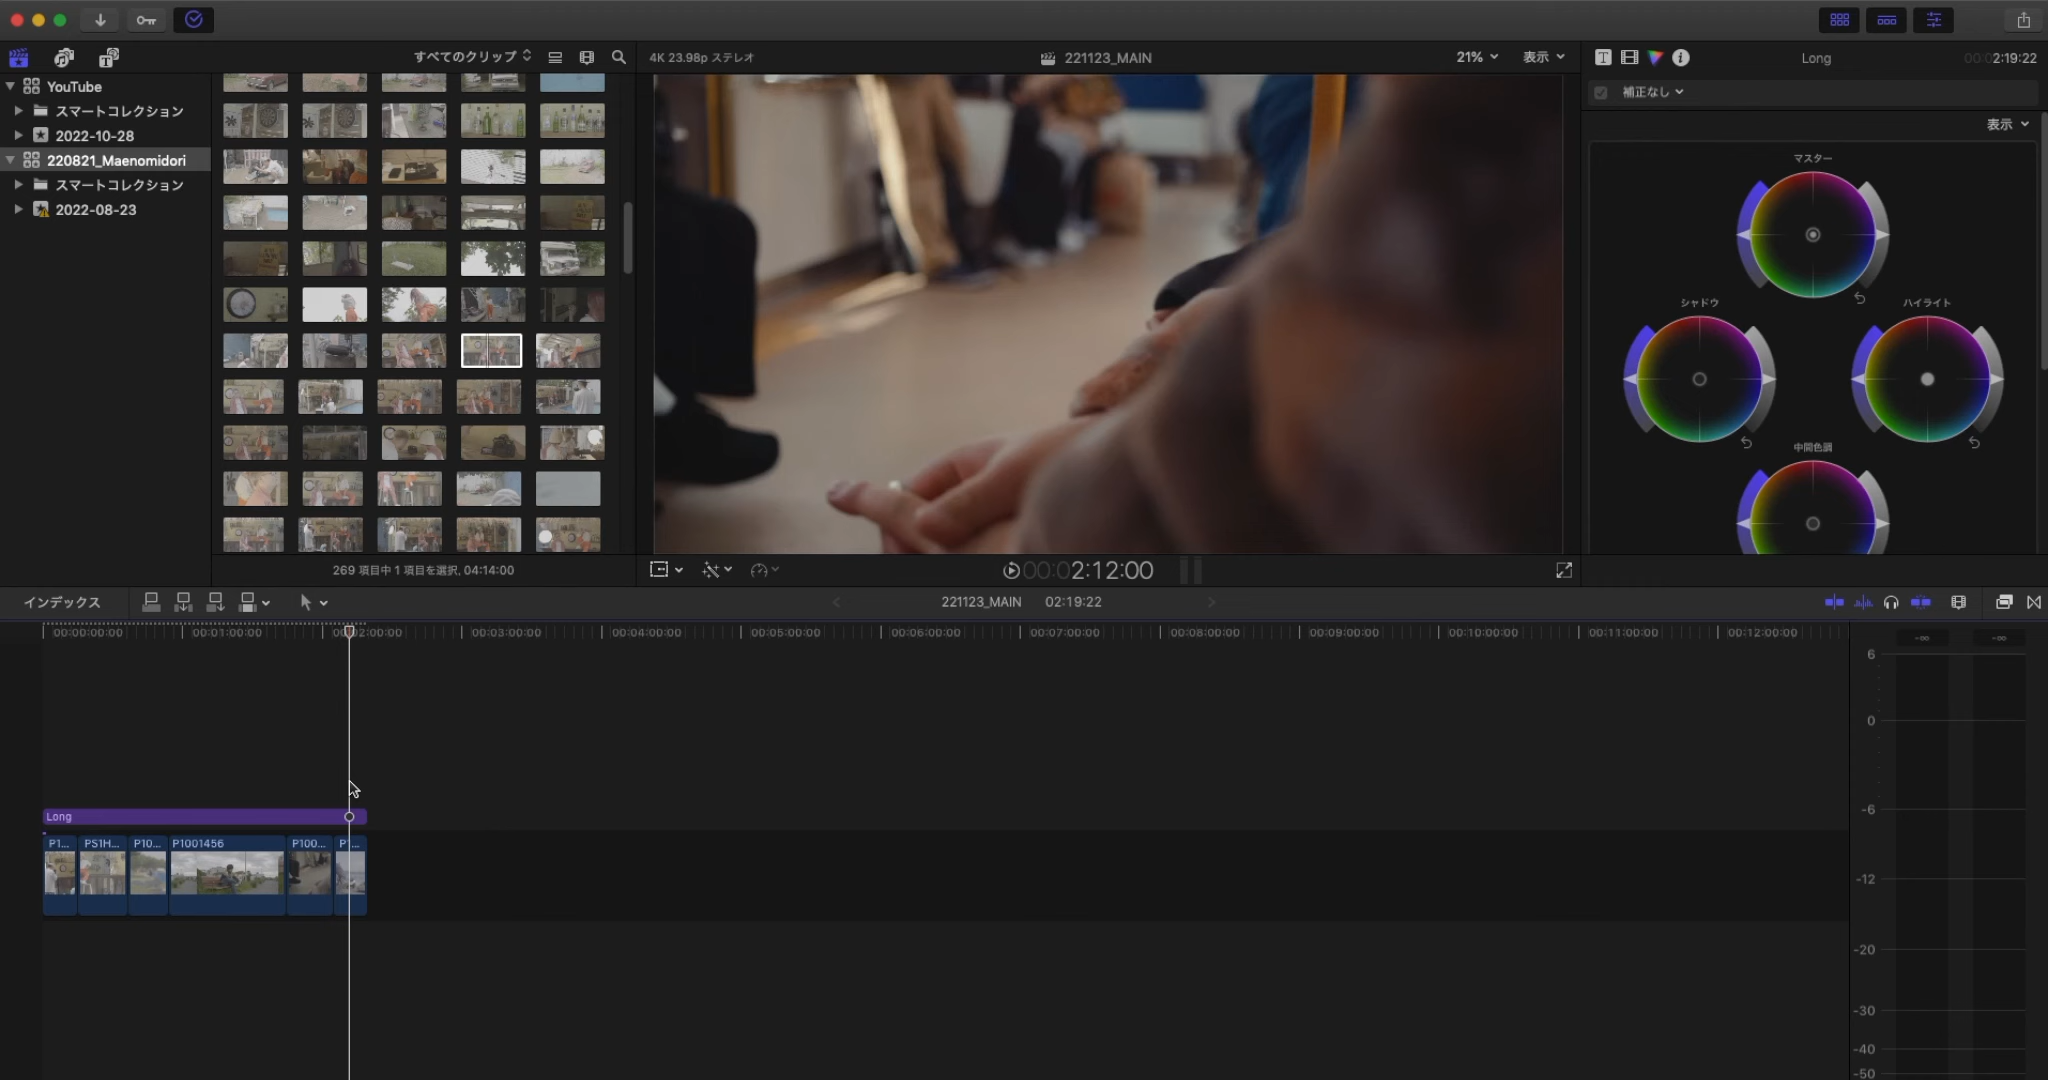 すべてのクリップ
4K 23.98p ステレオ
221123_MAIN
21%
表示
Long
00:02:19:22
YouTube
スマートコレクション
2022-10-28
220821_Maenomidori
スマートコレクション
2022-08-23
補正なし
表示
マスター
シャドウ
ハイライト
中間色調
269 項目中 1 項目を選択, 04:14:00
00:02:12:00
インデックス
221123_MAIN
02:19:22
00:00:00:00
00:01:00:00
00:02:00:00
00:03:00:00
00:04:00:00
00:05:00:00
00:06:00:00
00:07:00:00
00:08:00:00
00:09:00:00
00:10:00:00
00:11:00:00
00:12:00:00
-∞
-∞
6
0
-6
-12
-20
-30
-40
-50
Long
P1...
PS1H...
P10...
P1001456
P100...
P'...